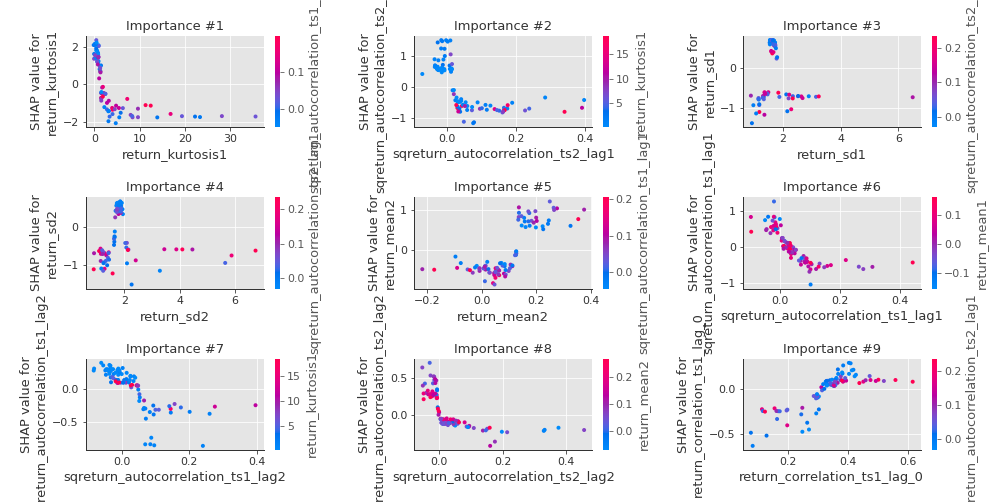 Importance #1
SHAP value for
return_kurtosis1
2
0
−2
0
10
20
30
return_kurtosis1
0.1
0.0
Importance #2
SHAP value for
sqreturn_autocorrelation_ts2_lag1
1
0
−1
0.0
0.2
0.4
sqreturn_autocorrelation_ts2_lag1
15
10
5
return_kurtosis1
Importance #3
SHAP value for
return_sd1
0
−1
2
4
6
return_sd1
0.2
0.1
0.0
Importance #4
SHAP value for
return_sd2
0
−1
2
4
6
return_sd2
0.2
0.1
0.0
Importance #5
SHAP value for
return_mean2
1
0
−0.2
0.0
0.2
0.4
return_mean2
0.1
0.0
sqreturn_autocorrelation_ts1_lag1
Importance #6
SHAP value for
sqreturn_autocorrelation_ts1_lag1
1
0
−1
0.0
0.2
0.4
sqreturn_autocorrelation_ts1_lag1
0.1
0.0
−0.1
return_mean1
Importance #7
SHAP value for
return_autocorrelation_ts1_lag2
0.0
−0.5
0.0
0.2
0.4
sqreturn_autocorrelation_ts1_lag2
15
10
5
return_kurtosis1
Importance #8
SHAP value for
return_autocorrelation_ts2_lag2
0.5
0.0
0.0
0.2
0.4
sqreturn_autocorrelation_ts2_lag2
0.2
0.1
0.0
return_mean2
Importance #9
SHAP value for
return_correlation_ts1_lag_0
0.0
−0.5
0.2
0.4
0.6
return_correlation_ts1_lag_0
0.2
0.1
0.0
sqreturn_autocorrelation_ts2_lag1